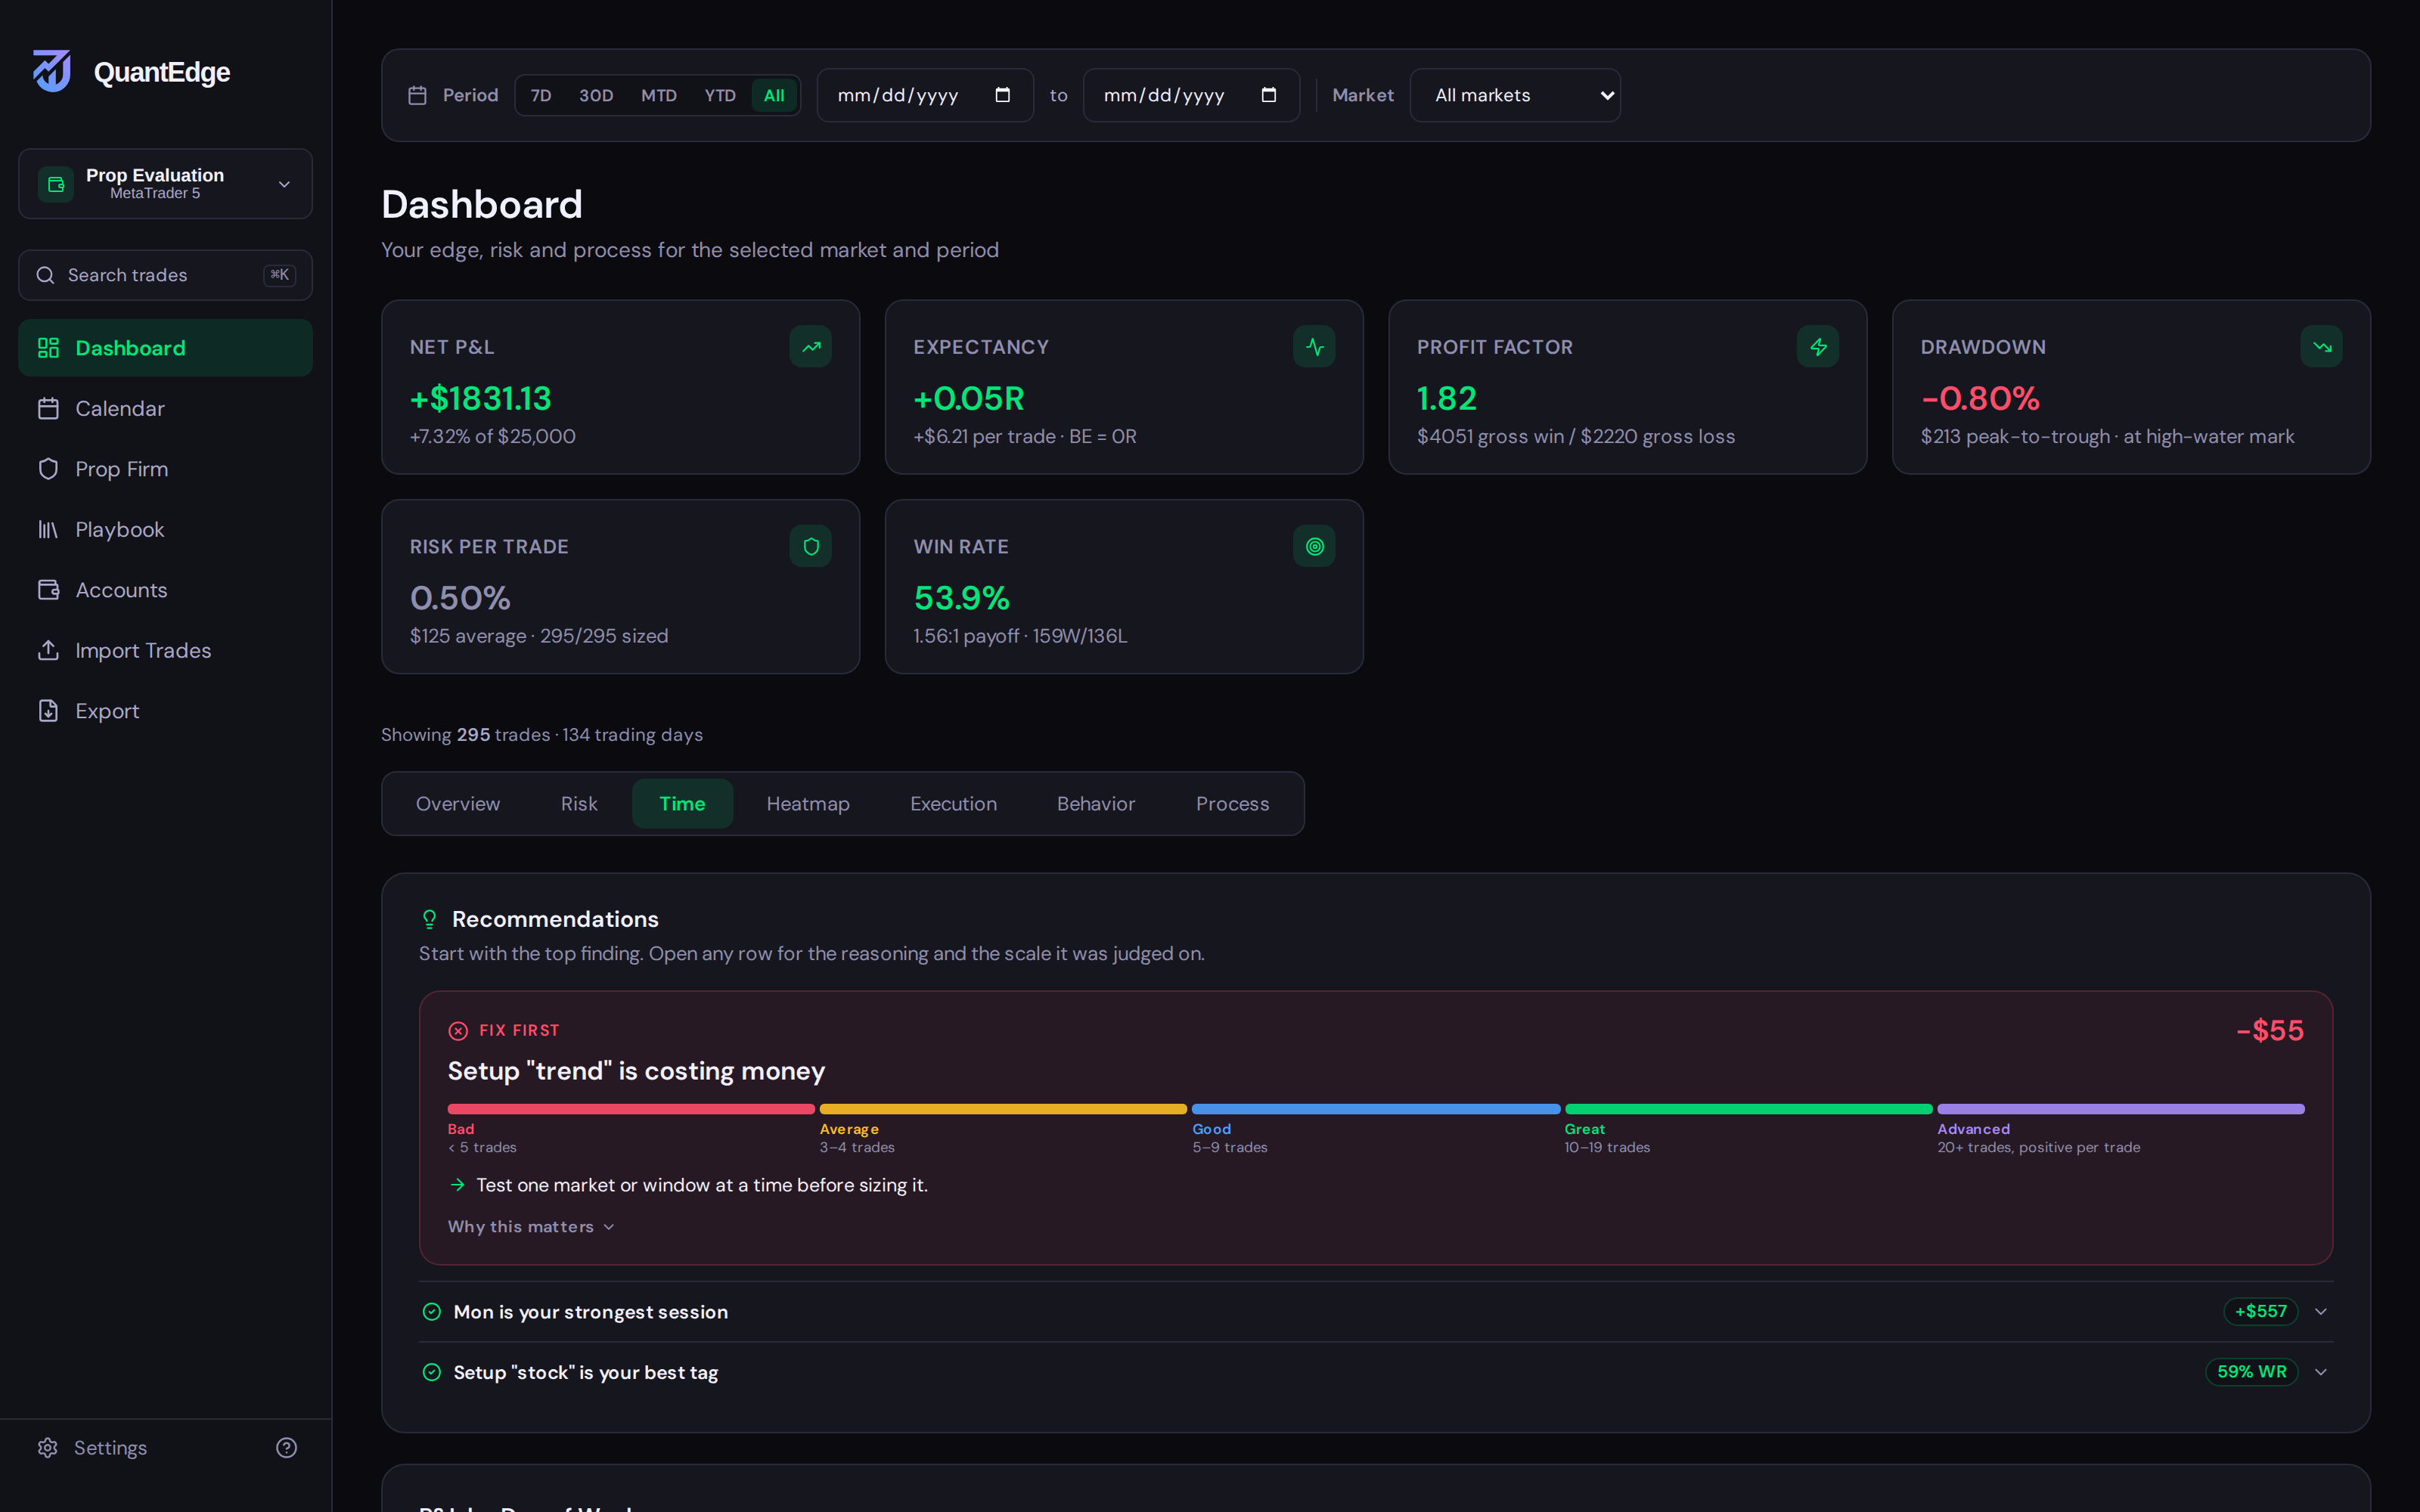 QuantEdge
Prop Evaluation
MetaTrader 5
Search trades
⌘K
Dashboard
Calendar
Prop Firm
Playbook
Accounts
Import Trades
Export
Settings
Period
7D
30D
MTD
YTD
All
mm/dd/yyyy
to
mm/dd/yyyy
Market
All markets
Dashboard
Your edge, risk and process for the selected market and period
NET P&L
+$1831.13
+7.32% of $25,000
EXPECTANCY
+0.05R
+$6.21 per trade · BE = 0R
PROFIT FACTOR
1.82
$4051 gross win / $2220 gross loss
DRAWDOWN
-0.80%
$213 peak-to-trough · at high-water mark
RISK PER TRADE
0.50%
$125 average · 295/295 sized
WIN RATE
53.9%
1.56:1 payoff · 159W/136L
Showing 295 trades · 134 trading days
Overview
Risk
Time
Heatmap
Execution
Behavior
Process
Recommendations
Start with the top finding. Open any row for the reasoning and the scale it was judged on.
FIX FIRST
-$55
Setup "trend" is costing money
Bad
< 5 trades
Average
3–4 trades
Good
5–9 trades
Great
10–19 trades
Advanced
20+ trades, positive per trade
→ Test one market or window at a time before sizing it.
Why this matters
Mon is your strongest session
+$557
Setup "stock" is your best tag
59% WR